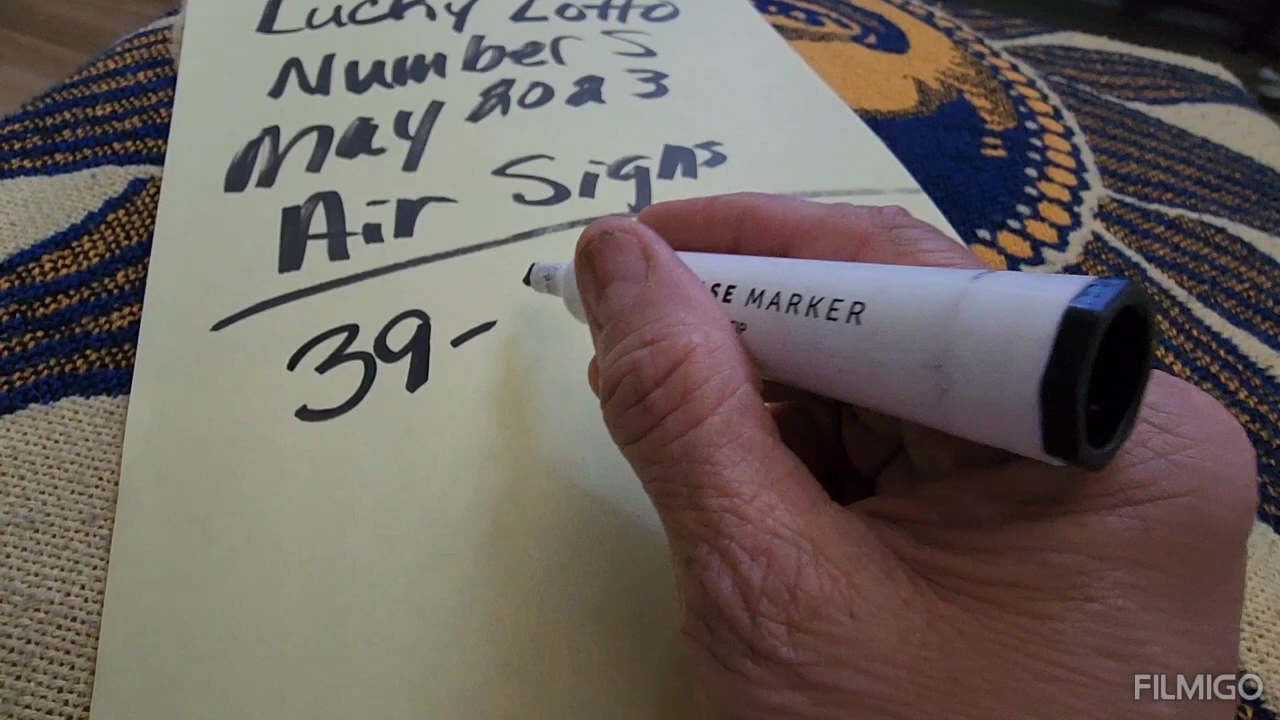 Lucky Lotto
Numbers
May 2023
Air Signs
39-
SE MARKER
FILMIGO